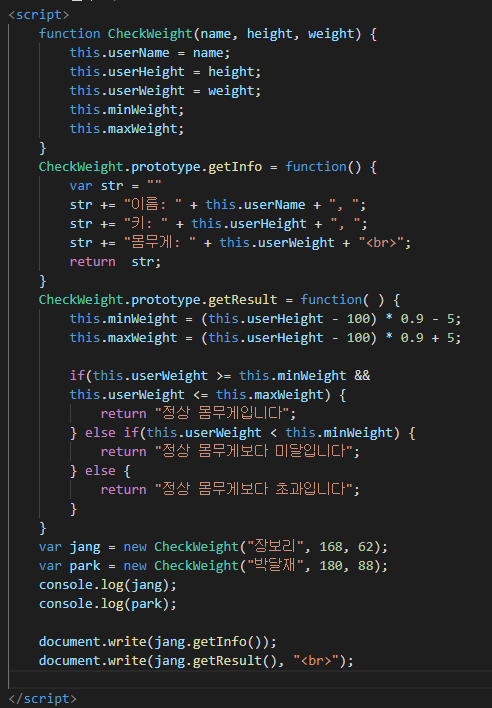 <script>
function CheckWeight(name, height, weight) {
this.userName = name;
this.userHeight = height;
this.userWeight = weight;
this.minWeight;
this.maxWeight;
}
CheckWeight.prototype.getInfo = function() {
var str = ""
str += "이름: " + this.userName + ", ";
str += "키: " + this.userHeight + ", ";
str += "몸무게: " + this.userWeight + "<br>";
return  str;
}
CheckWeight.prototype.getResult = function( ) {
this.minWeight = (this.userHeight - 100) * 0.9 - 5;
this.maxWeight = (this.userHeight - 100) * 0.9 + 5;
if(this.userWeight >= this.minWeight &&
this.userWeight <= this.maxWeight) {
return "정상 몸무게입니다";
} else if(this.userWeight < this.minWeight) {
return "정상 몸무게보다 미달입니다";
} else {
return "정상 몸무게보다 초과입니다";
}
}
var jang = new CheckWeight("장보리", 168, 62);
var park = new CheckWeight("박달재", 180, 88);
console.log(jang);
console.log(park);
document.write(jang.getInfo());
document.write(jang.getResult(), "<br>");
</script>